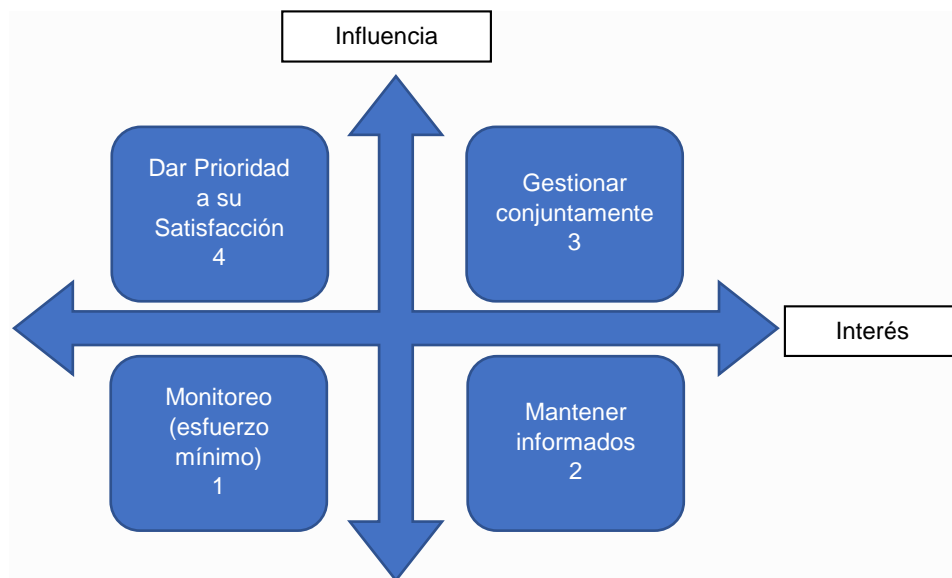 Influencia
Dar Prioridad
a su
Satisfacción
4
Gestionar
conjuntamente
3
Interés
Monitoreo
(esfuerzo
mínimo)
1
Mantener
informados
2